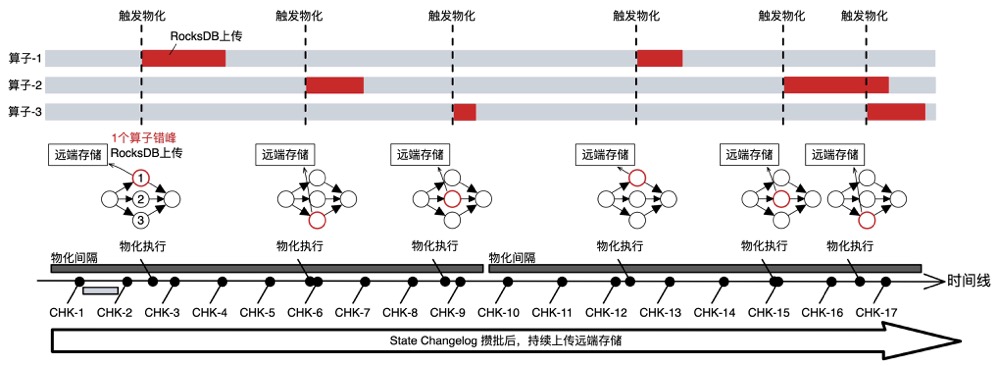 触发物化
触发物化
触发物化
触发物化
触发物化
触发物化
RocksDB上传
算子-1
算子-2
算子-3
1个算子错峰
RocksDB上传
远端存储
远端存储
远端存储
远端存储
远端存储
远端存储
1
2
3
物化间隔
物化执行
物化执行
物化执行
物化间隔
物化执行
物化执行
物化执行
时间线
CHK-1
CHK-2
CHK-3
CHK-4
CHK-5
CHK-6
CHK-7
CHK-8
CHK-9
CHK-10
CHK-11
CHK-12
CHK-13
CHK-14
CHK-15
CHK-16
CHK-17
State Changelog 攒批后，持续上传远端存储